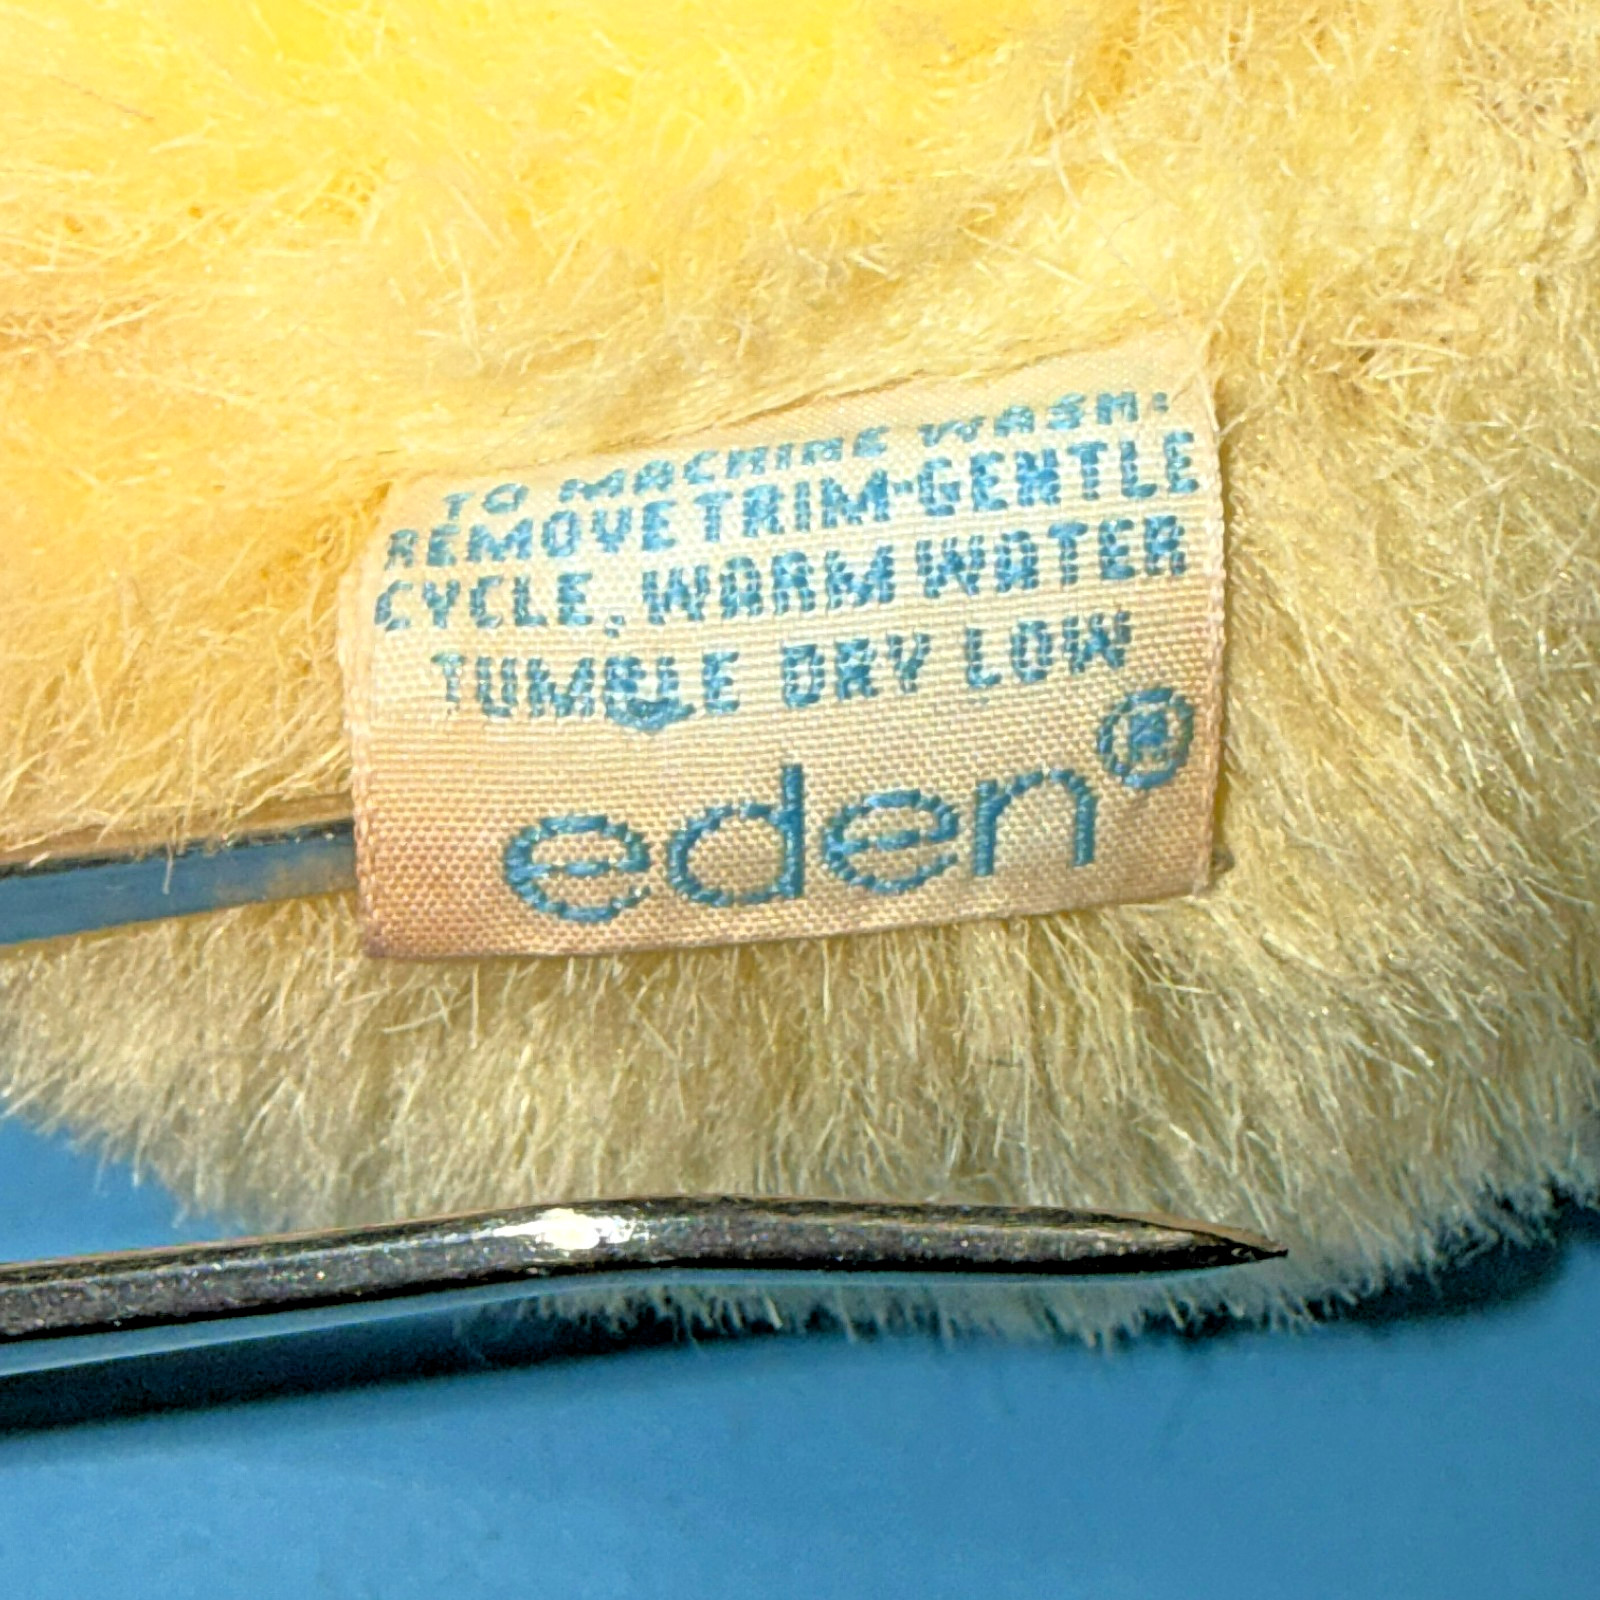 TO MACHINE WASH:
REMOVE TRIM-GENTLE
CYCLE, WARM WATER
TUMBLE DRY LOW
eden®